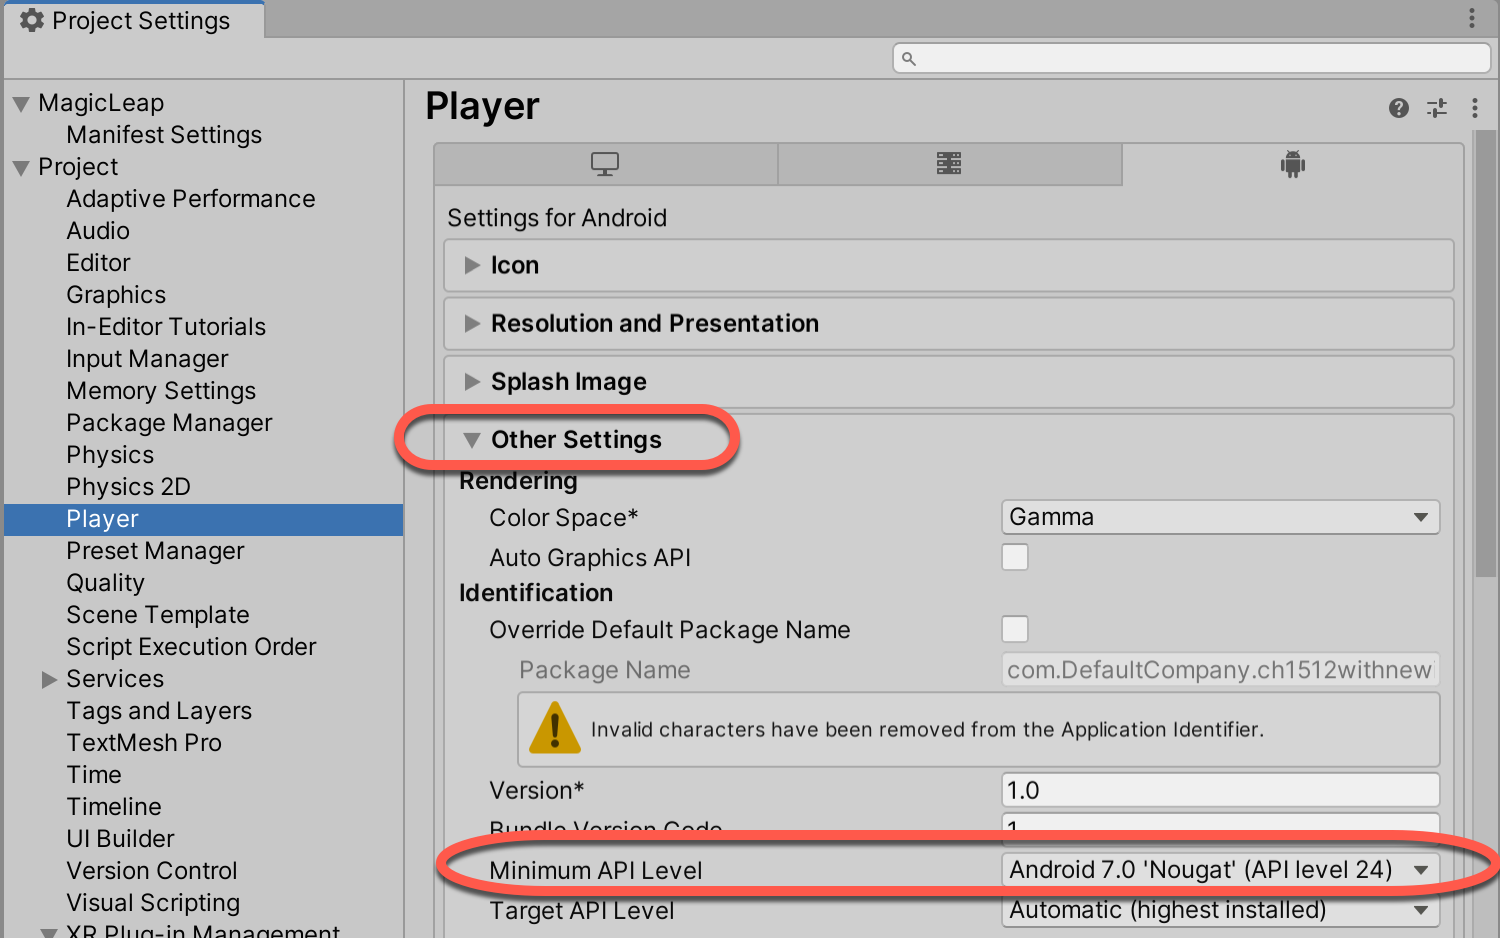 Project Settings
MagicLeap
Manifest Settings
Project
Adaptive Performance
Audio
Editor
Graphics
In-Editor Tutorials
Input Manager
Memory Settings
Package Manager
Physics
Physics 2D
Player
Preset Manager
Quality
Scene Template
Script Execution Order
Services
Tags and Layers
TextMesh Pro
Time
Timeline
UI Builder
Version Control
Visual Scripting
XR Plug-in Management
Player
Settings for Android
Icon
Resolution and Presentation
Splash Image
Other Settings
Rendering
Color Space* Gamma
Auto Graphics API
Identification
Override Default Package Name
Package Name com.DefaultCompany.ch1512withnew
Invalid characters have been removed from the Application Identifier.
Version* 1.0
Bundle Version Code 1
Minimum API Level Android 7.0 'Nougat' (API level 24)
Target API Level Automatic (highest installed)